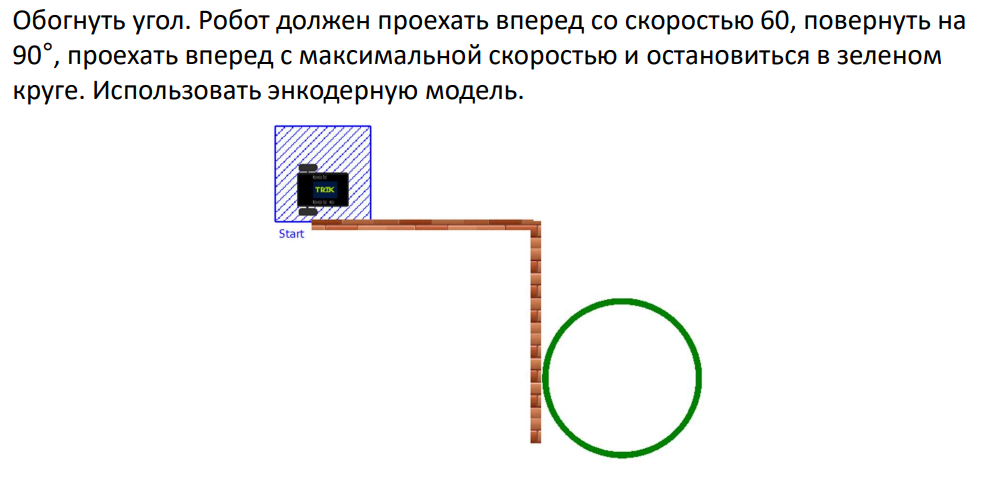 Обогнуть угол. Робот должен проехать вперед со скоростью 60, повернуть на
90°, проехать вперед с максимальной скоростью и остановиться в зеленом
круге. Использовать энкодерную модель.
TRIK
Start